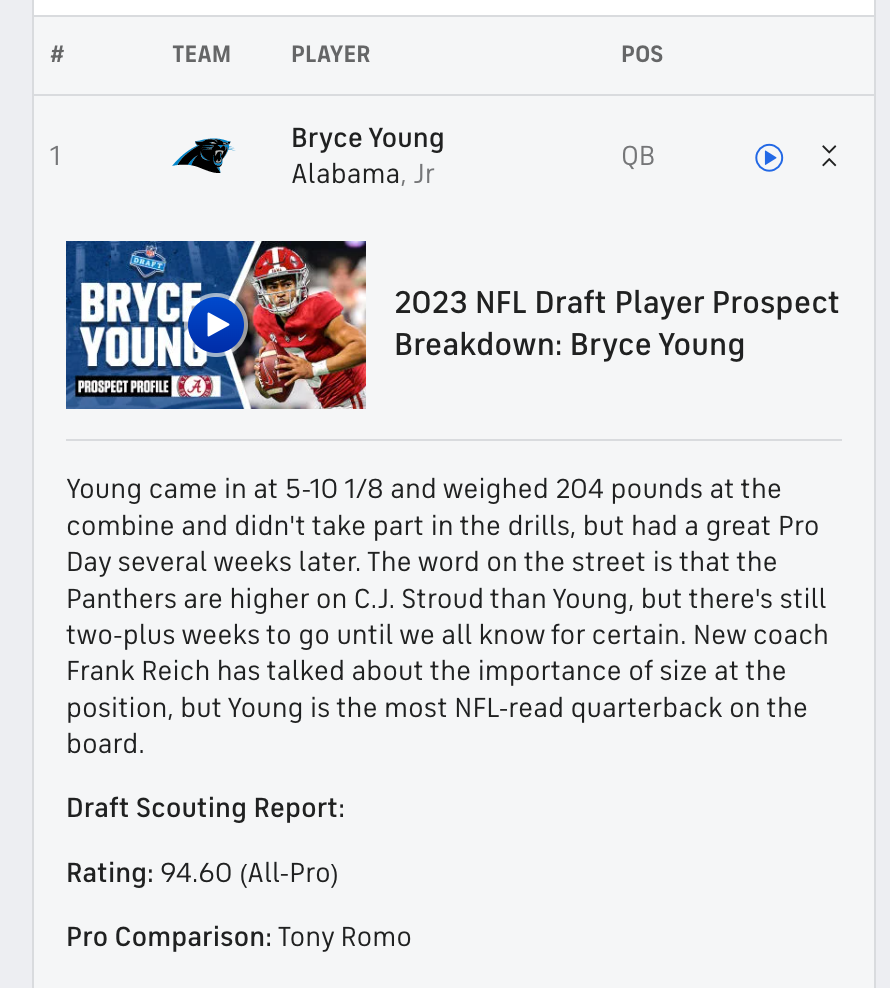 # TEAM PLAYER POS
1 Bryce Young QB
Alabama, Jr
DRAFT
BRYCE
YOUNG
PROSPECT PROFILE A
2023 NFL Draft Player Prospect
Breakdown: Bryce Young
Young came in at 5-10 1/8 and weighed 204 pounds at the
combine and didn't take part in the drills, but had a great Pro
Day several weeks later. The word on the street is that the
Panthers are higher on C.J. Stroud than Young, but there's still
two-plus weeks to go until we all know for certain. New coach
Frank Reich has talked about the importance of size at the
position, but Young is the most NFL-read quarterback on the
board.
Draft Scouting Report:
Rating: 94.60 (All-Pro)
Pro Comparison: Tony Romo